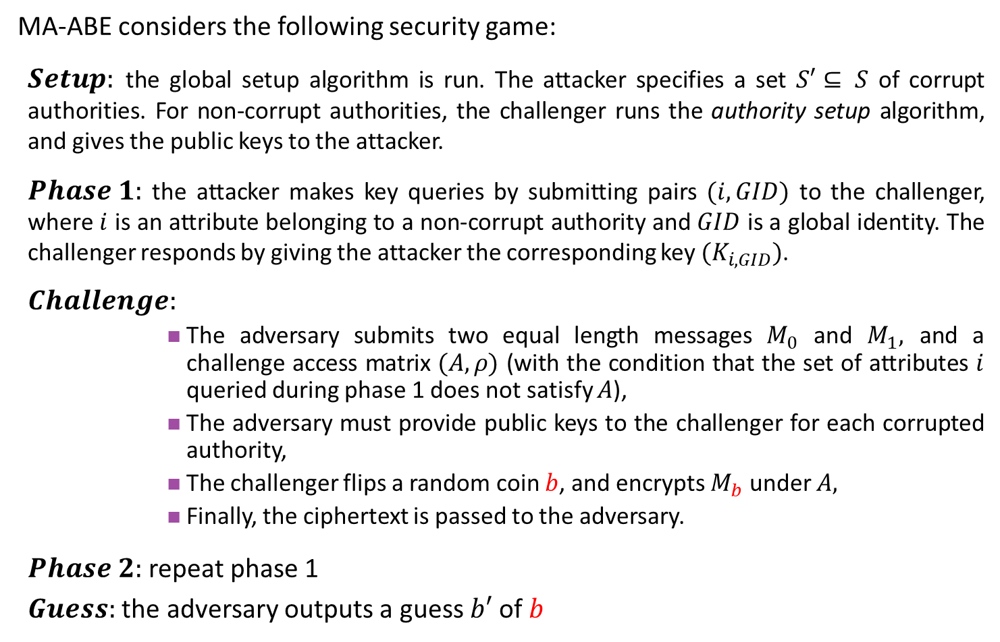 MA-ABE considers the following security game:
Setup: the global setup algorithm is run. The attacker specifies a set S′ ⊆ S of corrupt
authorities. For non-corrupt authorities, the challenger runs the authority setup algorithm,
and gives the public keys to the attacker.
Phase 1: the attacker makes key queries by submitting pairs (i, GID) to the challenger,
where i is an attribute belonging to a non-corrupt authority and GID is a global identity. The
challenger responds by giving the attacker the corresponding key (K_{i,GID}).
Challenge:
■ The adversary submits two equal length messages M₀ and M₁, and a
challenge access matrix (A, ρ) (with the condition that the set of attributes i
queried during phase 1 does not satisfy A),
■ The adversary must provide public keys to the challenger for each corrupted
authority,
■ The challenger flips a random coin b, and encrypts M_b under A,
■ Finally, the ciphertext is passed to the adversary.
Phase 2: repeat phase 1
Guess: the adversary outputs a guess b′ of b